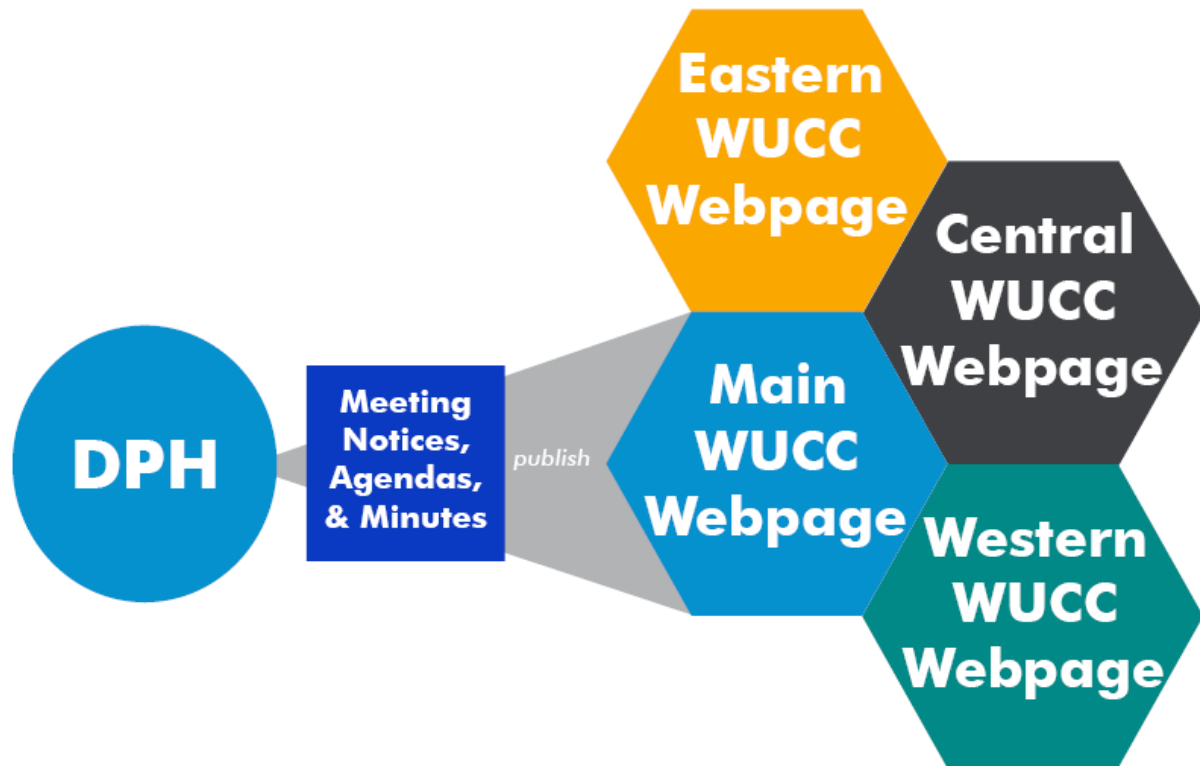 DPH
Meeting
Notices,
Agendas,
& Minutes
publish
Eastern
WUCC
Webpage
Main
WUCC
Webpage
Central
WUCC
Webpage
Western
WUCC
Webpage